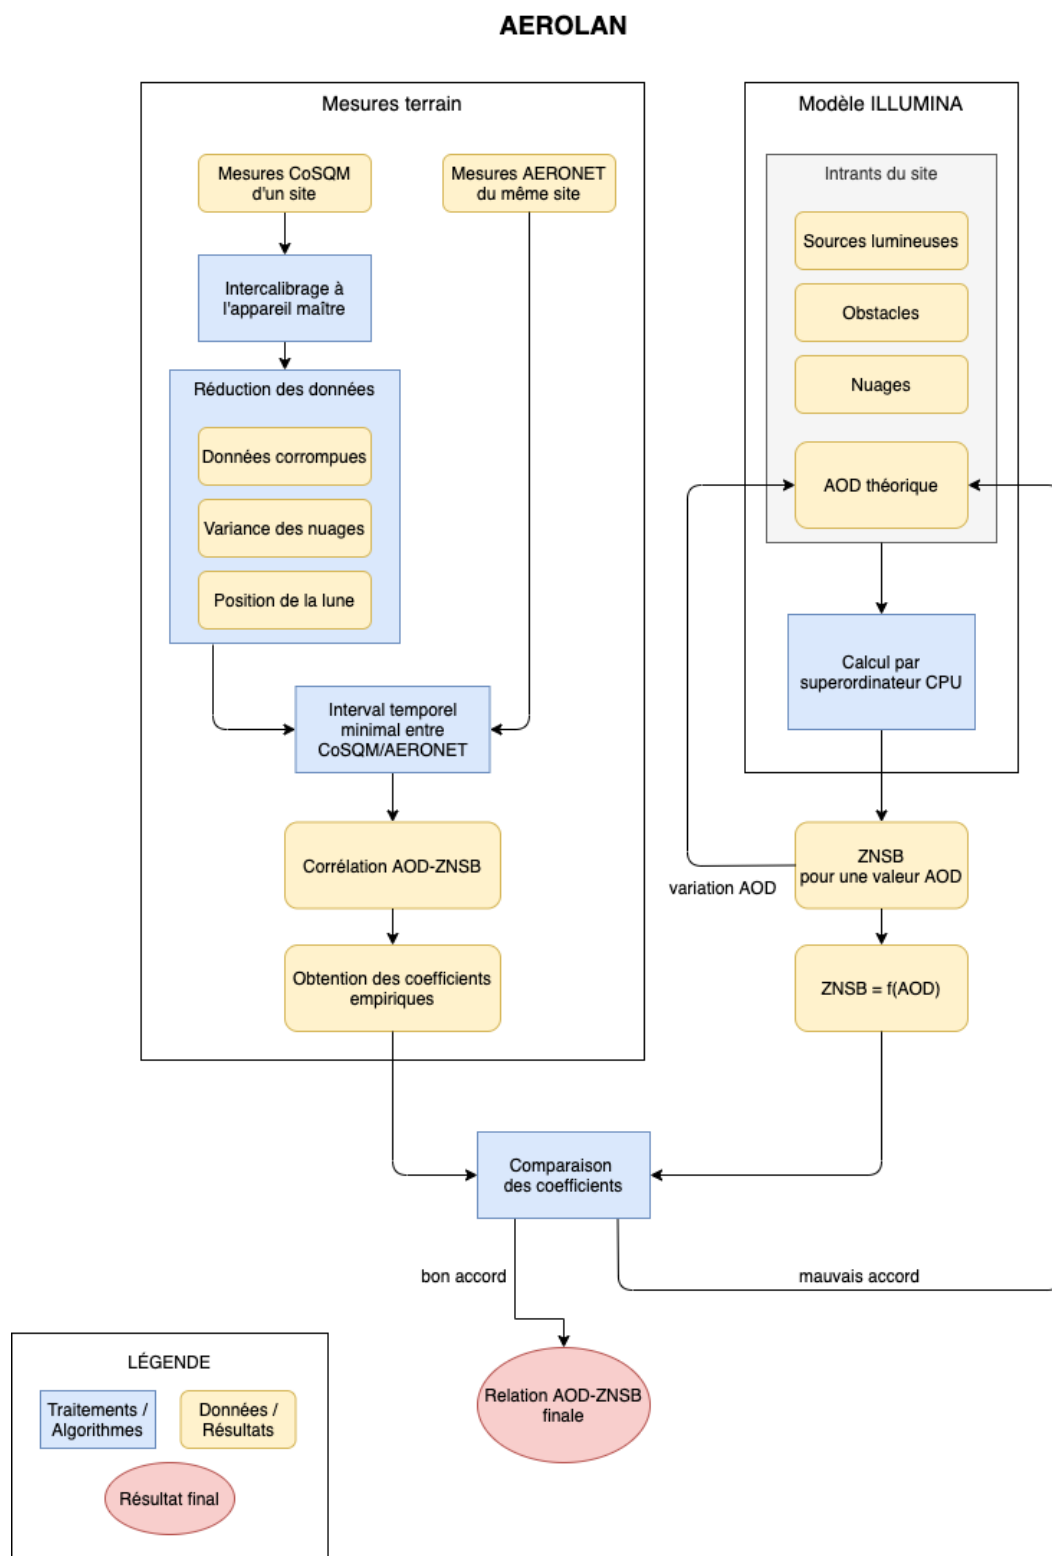 AEROLAN
Mesures terrain
Mesures CoSQM
d'un site
Mesures AERONET
du même site
Intercalibrage à
l'appareil maître
Réduction des données
Données corrompues
Variance des nuages
Position de la lune
Interval temporel
minimal entre
CoSQM/AERONET
Corrélation AOD-ZNSB
Obtention des coefficients
empiriques
Modèle ILLUMINA
Intrants du site
Sources lumineuses
Obstacles
Nuages
AOD théorique
Calcul par
superordinateur CPU
ZNSB
pour une valeur AOD
variation AOD
ZNSB = f(AOD)
Comparaison
des coefficients
bon accord
mauvais accord
Relation AOD-ZNSB
finale
LÉGENDE
Traitements /
Algorithmes
Données /
Résultats
Résultat final